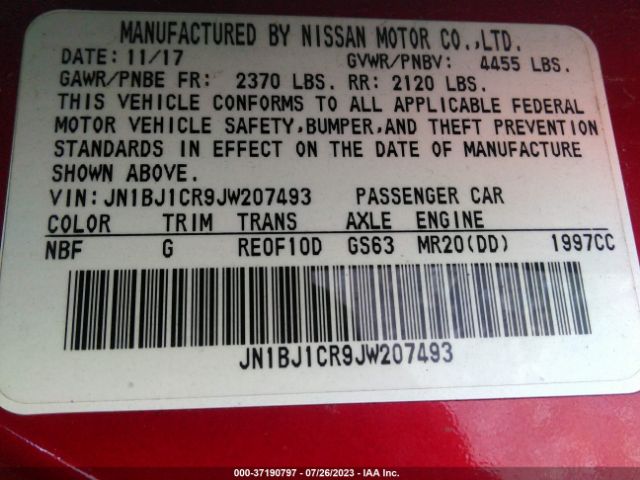 MANUFACTURED BY NISSAN MOTOR CO.,LTD.
DATE: 11/17 GVWR/PNBV: 4455 LBS.
GAWR/PNBE FR: 2370 LBS. RR: 2120 LBS.
THIS VEHICLE CONFORMS TO ALL APPLICABLE FEDERAL
MOTOR VEHICLE SAFETY,BUMPER,AND THEFT PREVENTION
STANDARDS IN EFFECT ON THE DATE OF MANUFACTURE
SHOWN ABOVE.
VIN:JN1BJ1CR9JW207493 PASSENGER CAR
COLOR TRIM TRANS AXLE ENGINE
NBF G RE0F10D GS63 MR20(DD) 1997CC
JN1BJ1CR9JW207493
000-37190797 - 07/26/2023 - IAA Inc.